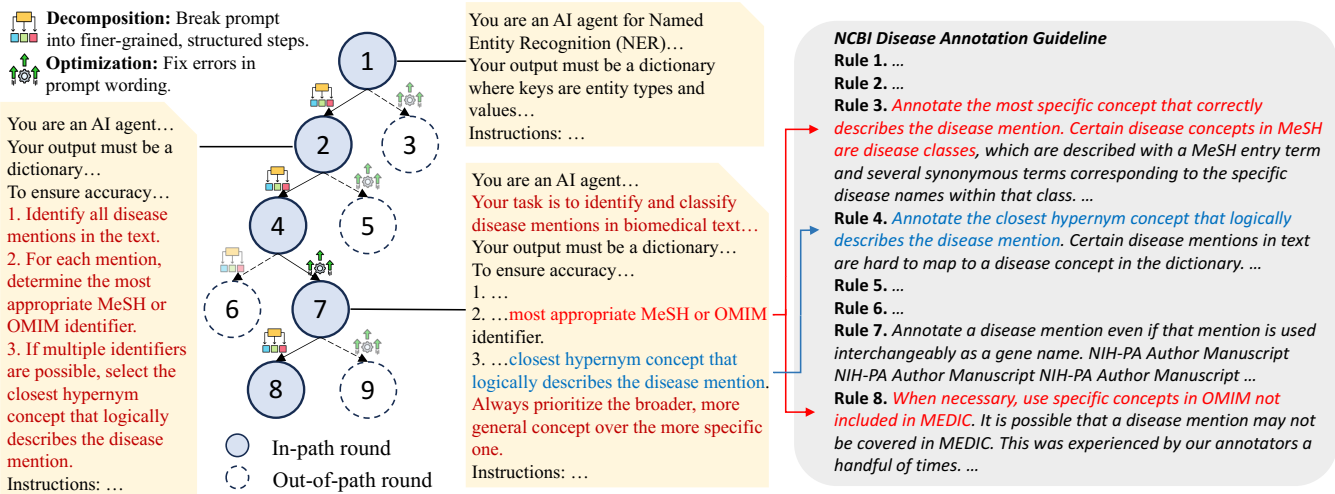 Decomposition: Break prompt
into finer-grained, structured steps.
Optimization: Fix errors in
prompt wording.
You are an AI agent…
Your output must be a
dictionary…
To ensure accuracy…
1. Identify all disease
mentions in the text.
2. For each mention,
determine the most
appropriate MeSH or
OMIM identifier.
3. If multiple identifiers
are possible, select the
closest hypernym
concept that logically
describes the disease
mention.
Instructions: …
1
2
3
4
5
6
7
8
9
In-path round
Out-of-path round
You are an AI agent for Named
Entity Recognition (NER)…
Your output must be a dictionary
where keys are entity types and
values…
Instructions: …
You are an AI agent…
Your task is to identify and classify
disease mentions in biomedical text…
Your output must be a dictionary…
To ensure accuracy…
1. …
2. …most appropriate MeSH or OMIM
identifier.
3. …closest hypernym concept that
logically describes the disease mention.
Always prioritize the broader, more
general concept over the more specific
one.
Instructions: …
NCBI Disease Annotation Guideline
Rule 1. …
Rule 2. …
Rule 3. Annotate the most specific concept that correctly
describes the disease mention. Certain disease concepts in MeSH
are disease classes, which are described with a MeSH entry term
and several synonymous terms corresponding to the specific
disease names within that class. …
Rule 4. Annotate the closest hypernym concept that logically
describes the disease mention. Certain disease mentions in text
are hard to map to a disease concept in the dictionary. …
Rule 5. …
Rule 6. …
Rule 7. Annotate a disease mention even if that mention is used
interchangeably as a gene name. NIH-PA Author Manuscript
NIH-PA Author Manuscript NIH-PA Author Manuscript …
Rule 8. When necessary, use specific concepts in OMIM not
included in MEDIC. It is possible that a disease mention may not
be covered in MEDIC. This was experienced by our annotators a
handful of times. …